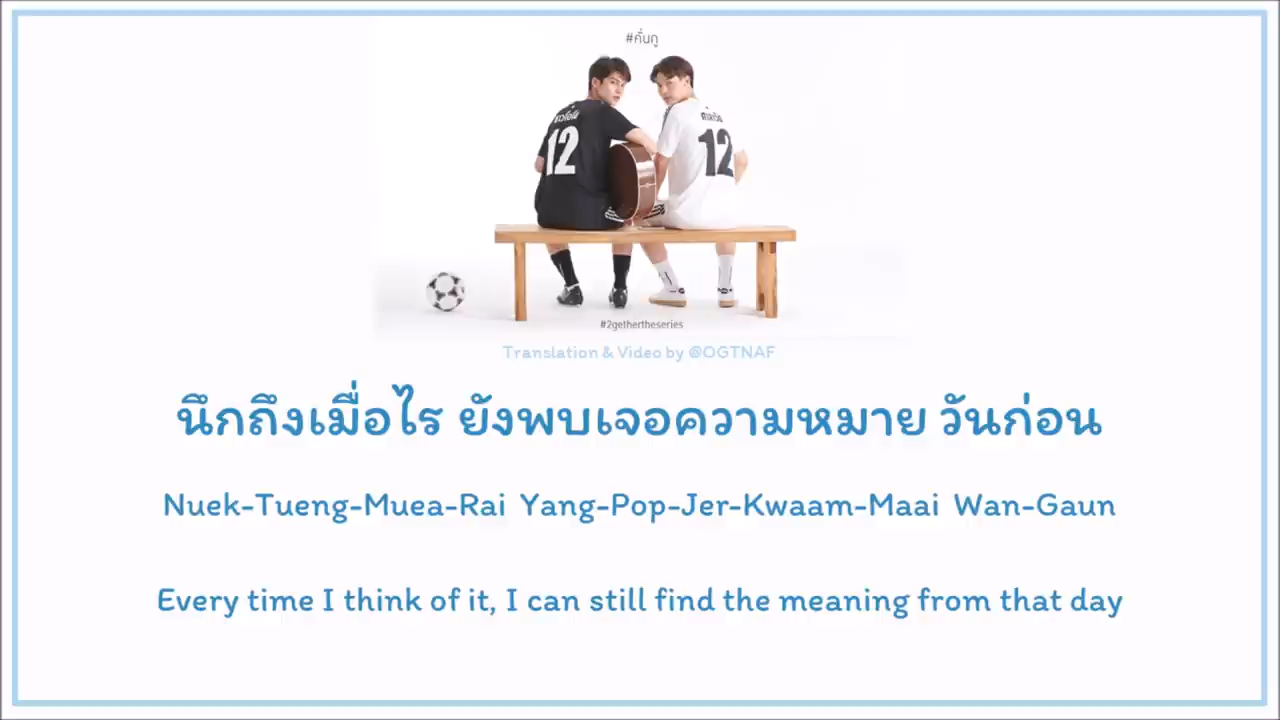 #คั่นกู
12
12
#2gethertheseries
Translation & Video by @OGTNAF
นึกถึงเมื่อไร ยังพบเจอความหมาย วันก่อน
Nuek-Tueng-Muea-Rai Yang-Pop-Jer-Kwaam-Maai Wan-Gaun
Every time I think of it, I can still find the meaning from that day